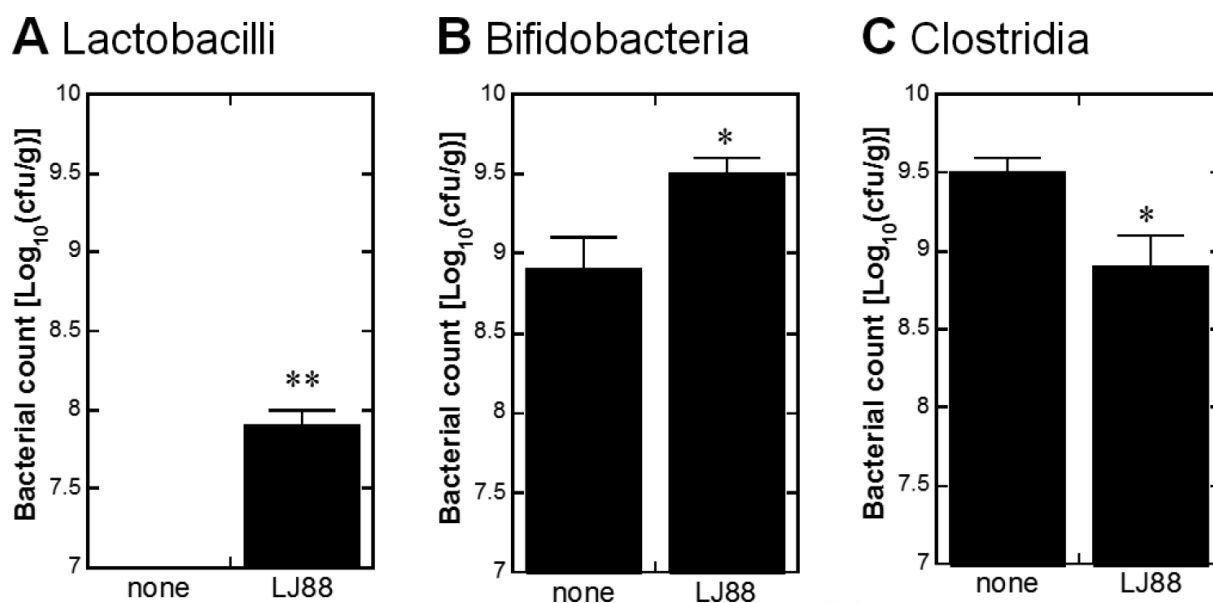 A Lactobacilli
Bacterial count [Log10(cfu/g)]
10
9.5
9
8.5
8
7.5
7
**
none LJ88
B Bifidobacteria
Bacterial count [Log10(cfu/g)]
10
9.5
9
8.5
8
7.5
7
*
none LJ88
C Clostridia
Bacterial count [Log10(cfu/g)]
10
9.5
9
8.5
8
7.5
7
*
none LJ88